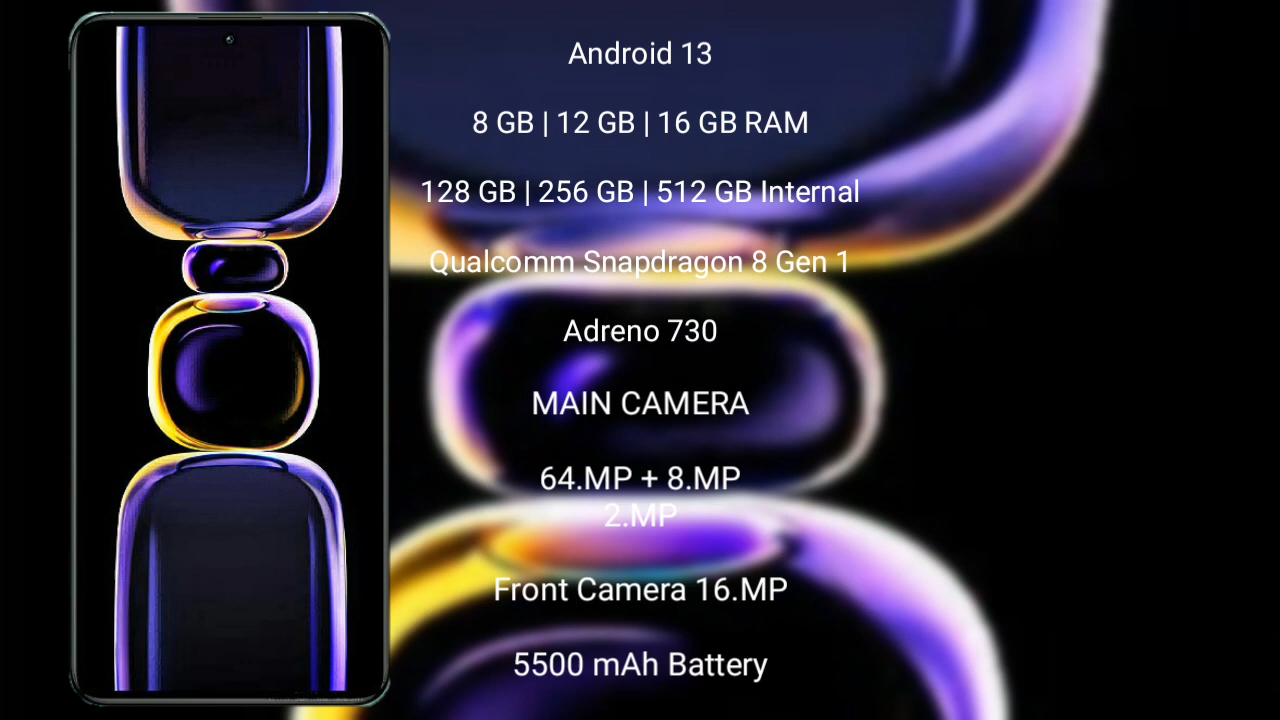 Android 13
8 GB | 12 GB | 16 GB RAM
128 GB | 256 GB | 512 GB Internal
Qualcomm Snapdragon 8 Gen 1
Adreno 730
MAIN CAMERA
64.MP + 8.MP
2.MP
Front Camera 16.MP
5500 mAh Battery